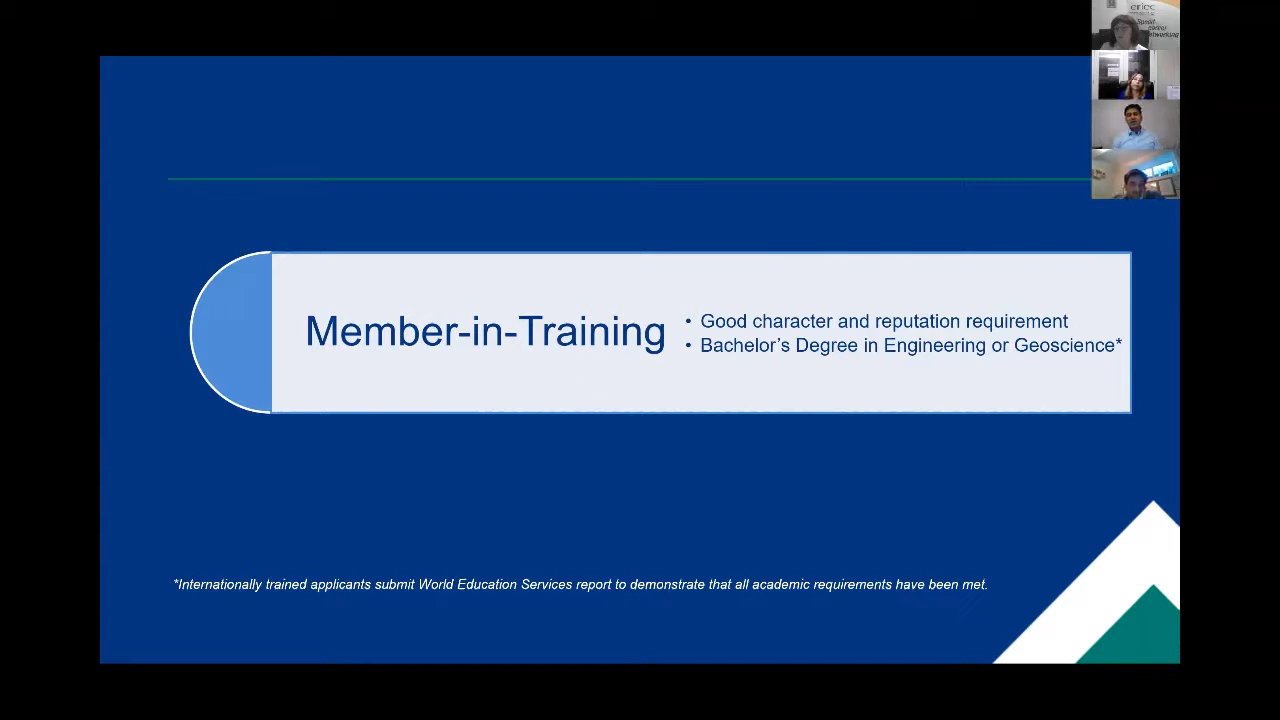 Member-in-Training
• Good character and reputation requirement
• Bachelor’s Degree in Engineering or Geoscience*
*Internationally trained applicants submit World Education Services report to demonstrate that all academic requirements have been met.